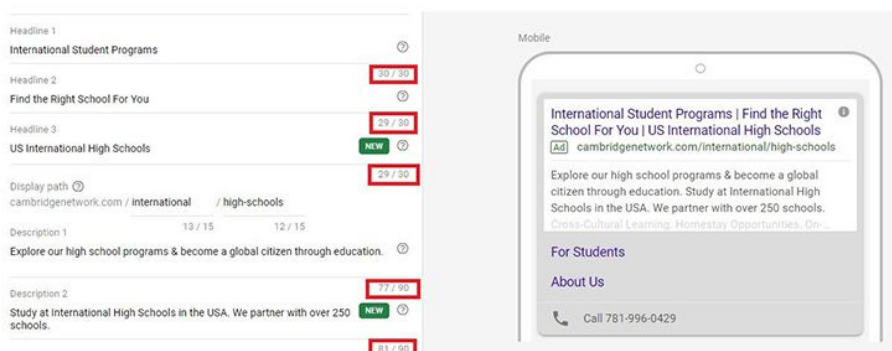 Headline 1
International Student Programs
30 / 30
Headline 2
Find the Right School For You
29 / 30
Headline 3
US International High Schools NEW
29 / 30
Display path
cambridgenetwork.com / international / high-schools
13 / 15 12 / 15
Description 1
Explore our high school programs & become a global citizen through education.
77 / 90
Description 2
Study at International High Schools in the USA. We partner with over 250 NEW
schools.
81 / 90
Mobile
International Student Programs | Find the Right
School For You | US International High Schools
Ad cambridgenetwork.com/international/high-schools
Explore our high school programs & become a global
citizen through education. Study at International High
Schools in the USA. We partner with over 250 schools.
Cross-Cultural Learning. Homestay Opportunities. On-...
For Students
About Us
Call 781-996-0429